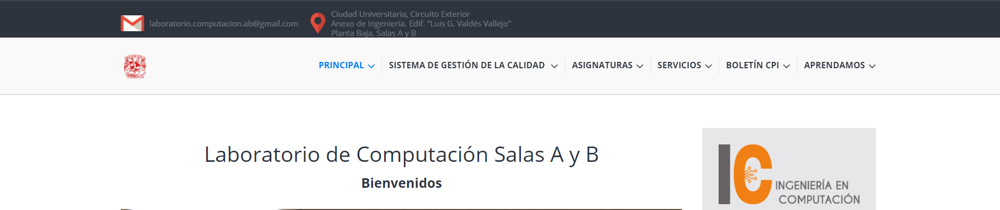 laboratorio.computacion.ab@gmail.com
Ciudad Universitaria, Circuito Exterior
Anexo de Ingeniería. Edif. "Luis G. Valdés Vallejo"
Planta Baja. Salas A y B
INGENIERIA
PRINCIPAL
SISTEMA DE GESTIÓN DE LA CALIDAD
ASIGNATURAS
SERVICIOS
BOLETÍN CPI
APRENDAMOS
Laboratorio de Computación Salas A y B
Bienvenidos
IC
INGENIERÍA EN
COMPUTACIÓN